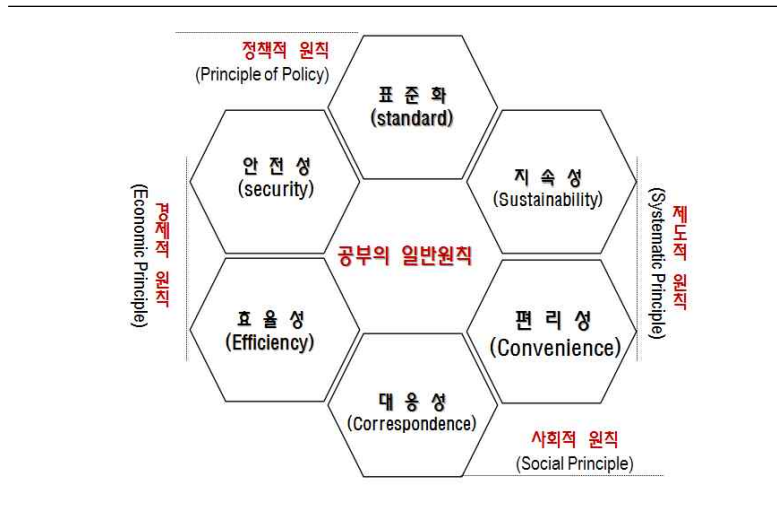 정책적 원칙
(Principle of Policy)
표 준 화
(standard)
안 전 성
(security)
지 속 성
(Sustainability)
경제적 원칙
(Economic Principle)
공부의 일반원칙
제도적 원칙
(Systematic Principle)
효 율 성
(Efficiency)
편 리 성
(Convenience)
대 응 성
(Correspondence)
사회적 원칙
(Social Principle)